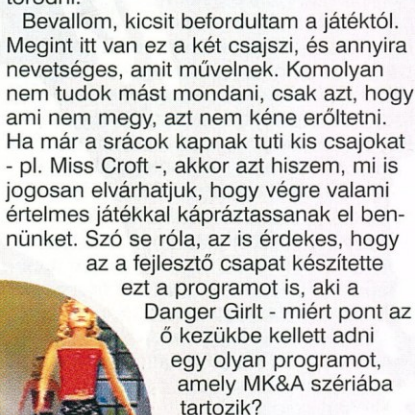 törődni.
Bevallom, kicsit befordultam a játéktól.
Megint itt van ez a két csajszi, és annyira
nevetséges, amit művelnek. Komolyan
nem tudok mást mondani, csak azt, hogy
ami nem megy, azt nem kéne erőltetni.
Ha már a srácok kapnak tuti kis csajokat
- pl. Miss Croft -, akkor azt hiszem, mi is
jogosan elvárhatjuk, hogy végre valami
értelmes játékkal kápráztassanak el ben-
nünket. Szó se róla, az is érdekes, hogy
az a fejlesztő csapat készítette
ezt a programot is, aki a
Danger Girlt - miért pont az
ő kezükbe kellett adni
egy olyan programot,
amely MK&A szériába
tartozik?